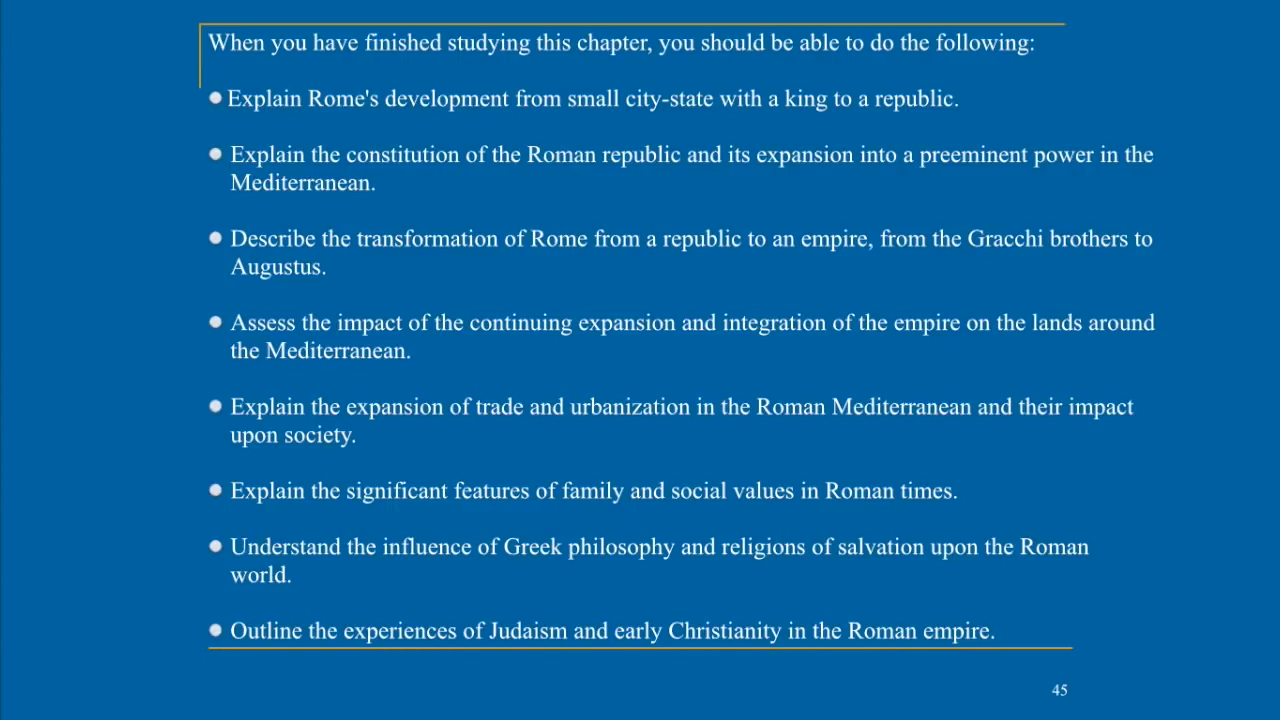 When you have finished studying this chapter, you should be able to do the following:
● Explain Rome's development from small city-state with a king to a republic.
● Explain the constitution of the Roman republic and its expansion into a preeminent power in the
Mediterranean.
● Describe the transformation of Rome from a republic to an empire, from the Gracchi brothers to
Augustus.
● Assess the impact of the continuing expansion and integration of the empire on the lands around
the Mediterranean.
● Explain the expansion of trade and urbanization in the Roman Mediterranean and their impact
upon society.
● Explain the significant features of family and social values in Roman times.
● Understand the influence of Greek philosophy and religions of salvation upon the Roman
world.
● Outline the experiences of Judaism and early Christianity in the Roman empire.
45